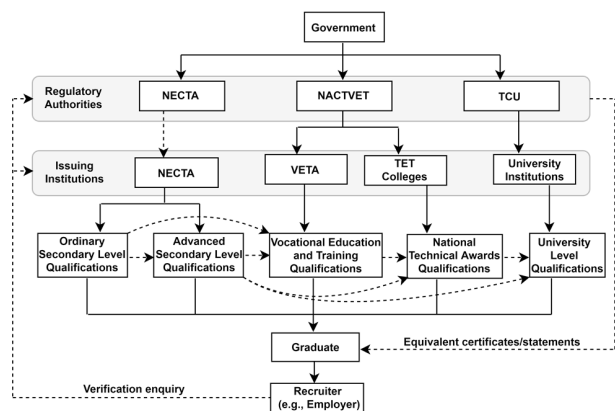 Government
Regulatory
Authorities
NECTA
NACTVET
TCU
Issuing
Institutions
NECTA
VETA
TET
Colleges
University
Institutions
Ordinary
Secondary Level
Qualifications
Advanced
Secondary Level
Qualifications
Vocational Education
and Training
Qualifications
National
Technical Awards
Qualifications
University
Level
Qualifications
Graduate
Equivalent certificates/statements
Verification enquiry
Recruiter
(e.g., Employer)